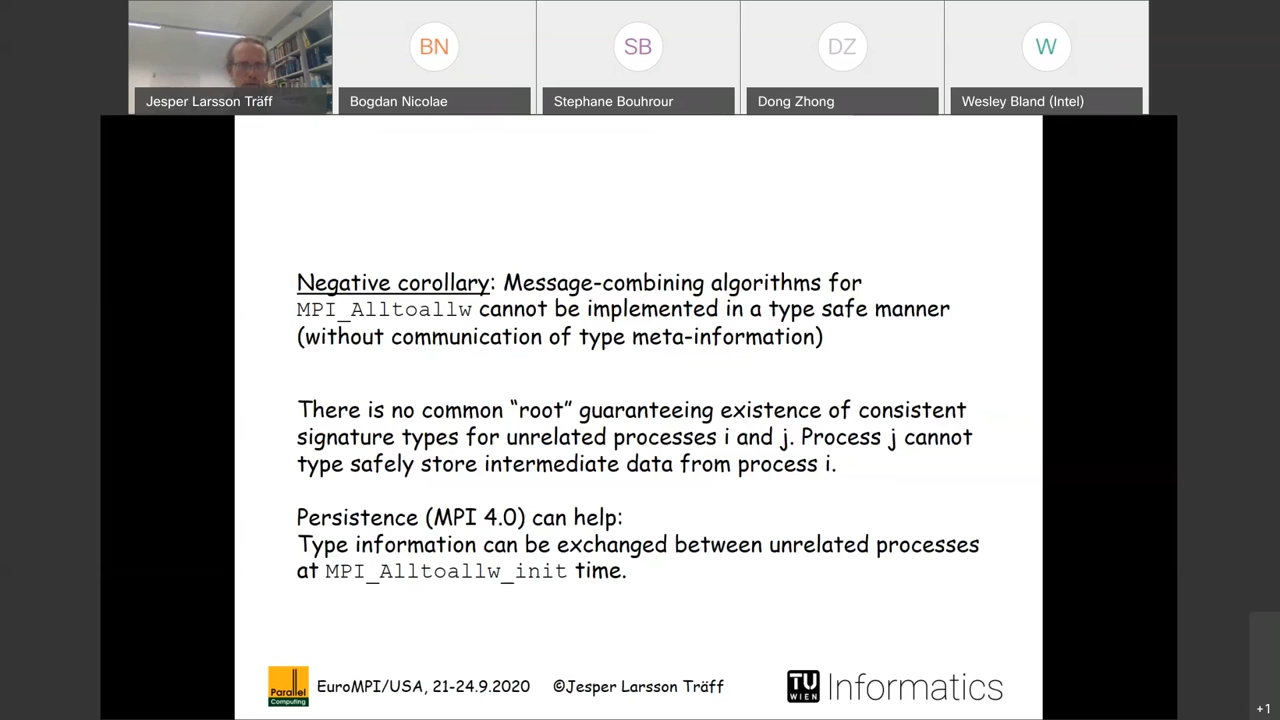 BN
SB
DZ
W
Jesper Larsson Träff
Bogdan Nicolae
Stephane Bouhrour
Dong Zhong
Wesley Bland (Intel)
Negative corollary: Message-combining algorithms for
MPI_Alltoallw cannot be implemented in a type safe manner
(without communication of type meta-information)
There is no common “root” guaranteeing existence of consistent
signature types for unrelated processes i and j. Process j cannot
type safely store intermediate data from process i.
Persistence (MPI 4.0) can help:
Type information can be exchanged between unrelated processes
at MPI_Alltoallw_init time.
Parallel
Computing
EuroMPI/USA, 21-24.9.2020 ©Jesper Larsson Träff
TU
WIEN
Informatics
+1